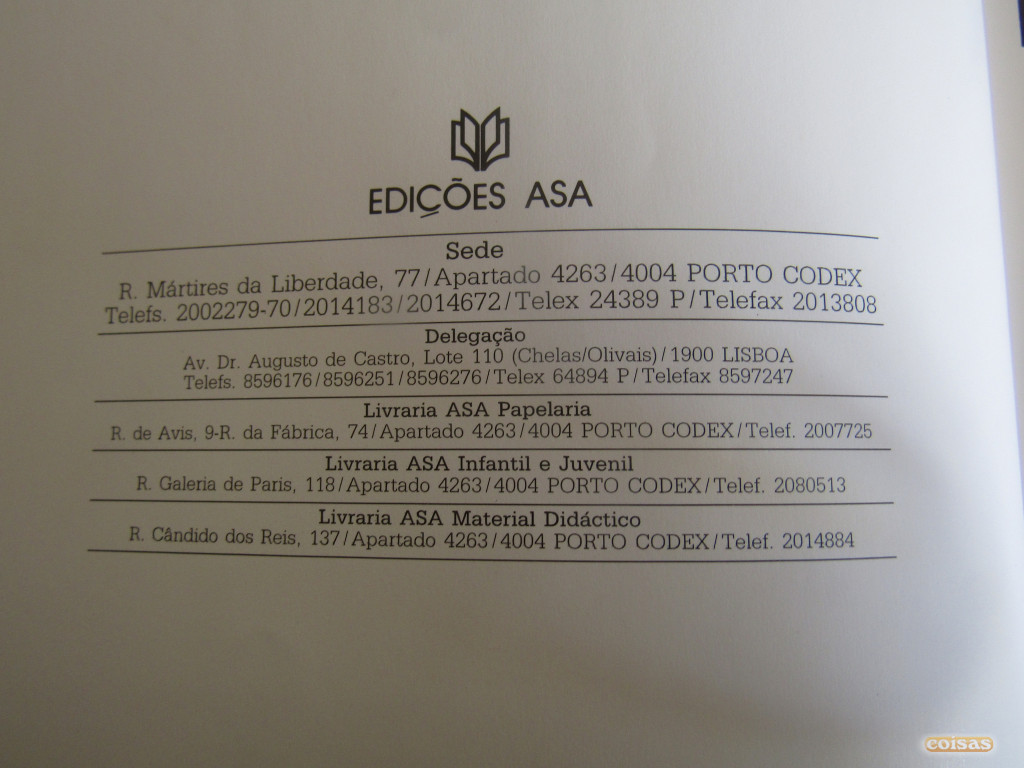 EDIÇÕES ASA
Sede
R. Mártires da Liberdade, 77/Apartado 4263/4004 PORTO CODEX
Telefs. 2002279-70/2014183/2014672/Telex 24389 P/Telefax 2013808
Delegação
Av. Dr. Augusto de Castro, Lote 110 (Chelas/Olivais)/1900 LISBOA
Telefs. 8596176/8596251/8596276/Telex 64894 P/Telefax 8597247
Livraria ASA Papelaria
R. de Avis, 9-R. da Fábrica, 74/Apartado 4263/4004 PORTO CODEX/Telef. 2007725
Livraria ASA Infantil e Juvenil
R. Galeria de Paris, 118/Apartado 4263/4004 PORTO CODEX/Telef. 2080513
Livraria ASA Material Didáctico
R. Cândido dos Reis, 137/Apartado 4263/4004 PORTO CODEX/Telef. 2014884
coisas